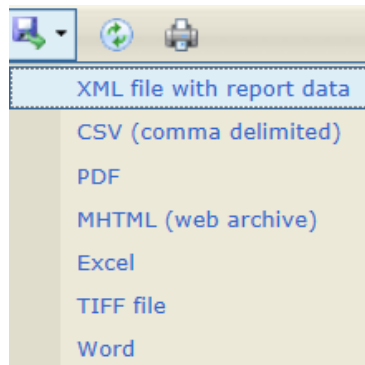 XML file with report data
CSV (comma delimited)
PDF
MHTML (web archive)
Excel
TIFF file
Word